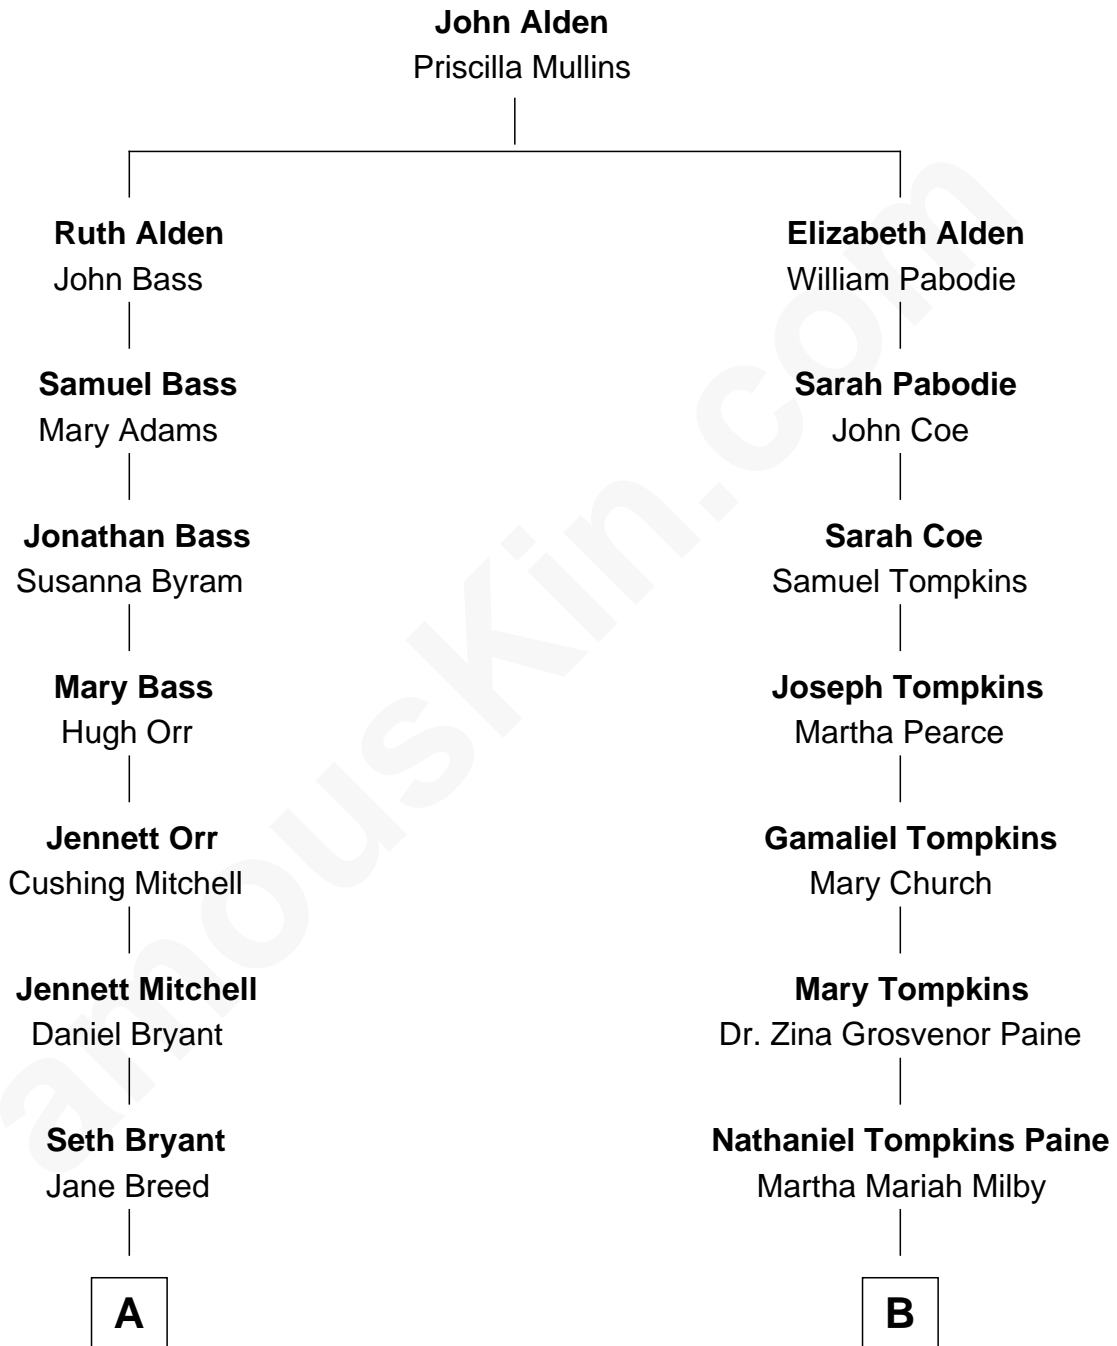 John Alden
Priscilla Mullins
Ruth Alden
John Bass
Samuel Bass
Mary Adams
Jonathan Bass
Susanna Byram
Mary Bass
Hugh Orr
Jennett Orr
Cushing Mitchell
Jennett Mitchell
Daniel Bryant
Seth Bryant
Jane Breed
A
Elizabeth Alden
William Pabodie
Sarah Pabodie
John Coe
Sarah Coe
Samuel Tompkins
Joseph Tompkins
Martha Pearce
Gamaliel Tompkins
Mary Church
Mary Tompkins
Dr. Zina Grosvenor Paine
Nathaniel Tompkins Paine
Martha Mariah Milby
B
amousKin.com